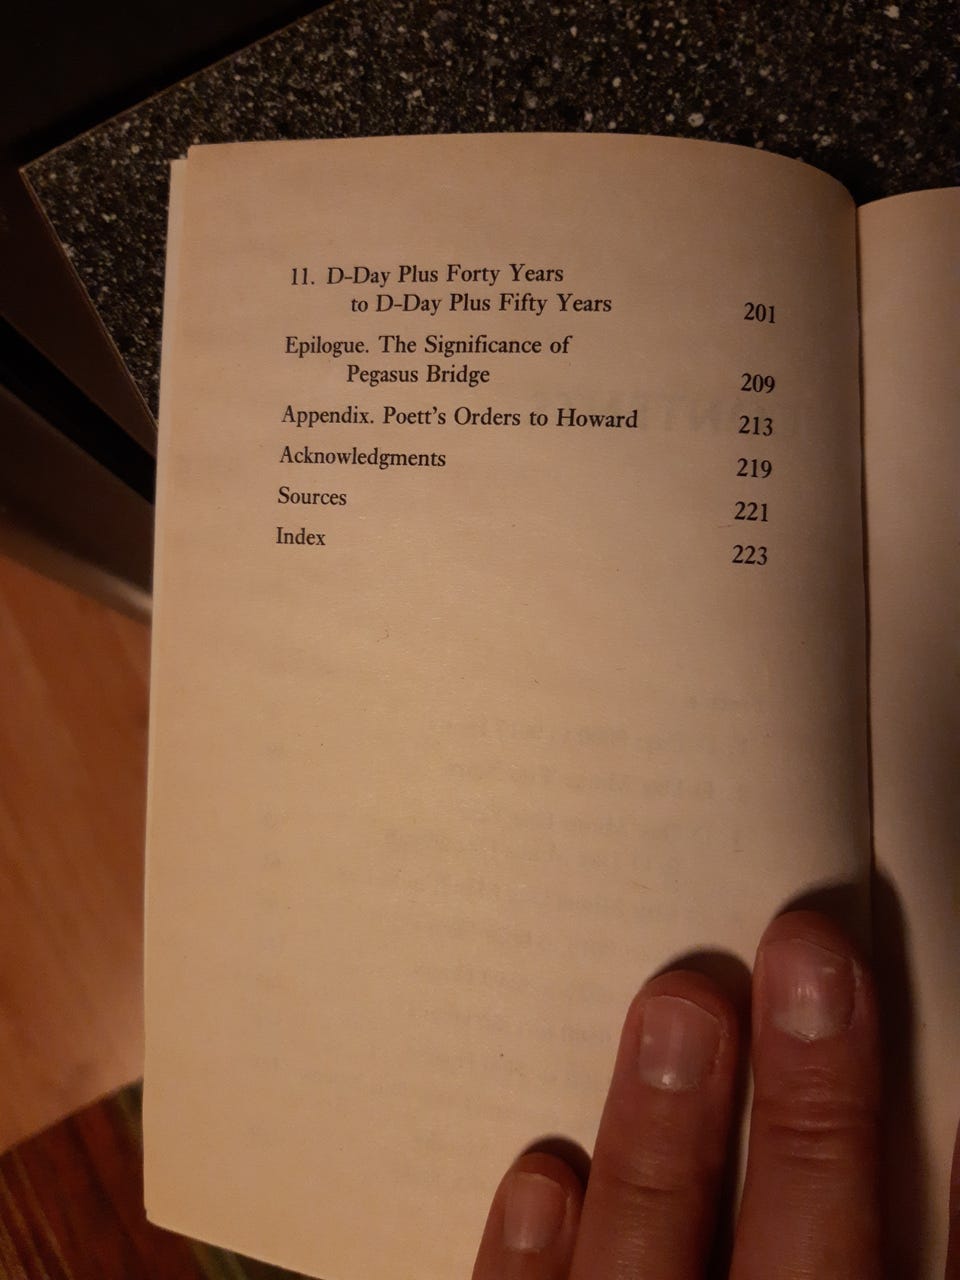 11. D-Day Plus Forty Years
to D-Day Plus Fifty Years 201
Epilogue. The Significance of
Pegasus Bridge 209
Appendix. Poett's Orders to Howard 213
Acknowledgments 219
Sources 221
Index 223